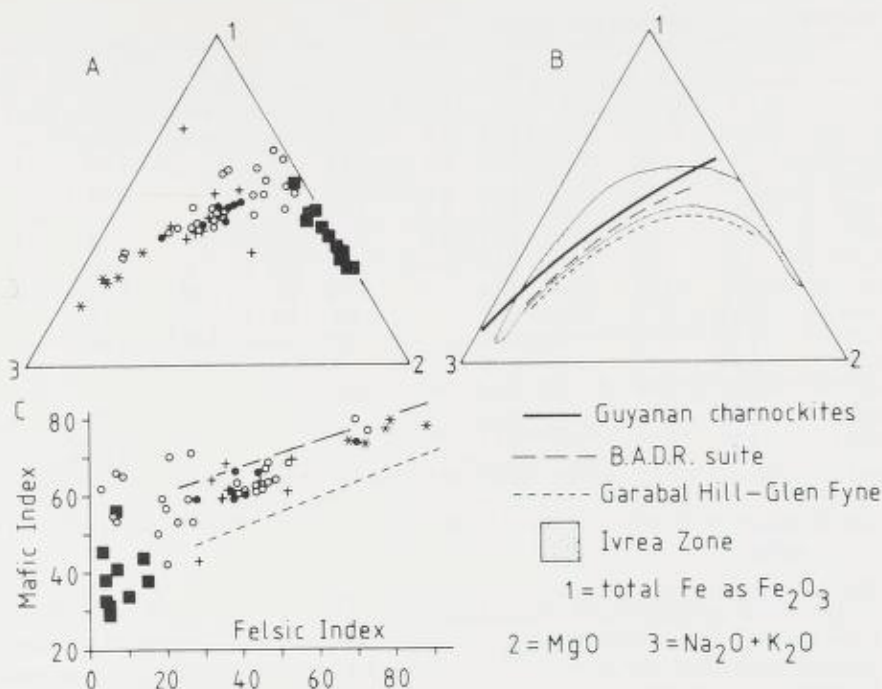 1
A
3
2
1
B
3
2
C
80
60
40
20
Mafic Index
Felsic Index
0
20
40
60
80
Guyanan charnockites
B.A.D.R. suite
Garabal Hill-Glen Fyne
Ivrea Zone
1=total Fe as Fe₂O₃
2=MgO 3=Na₂O+K₂O